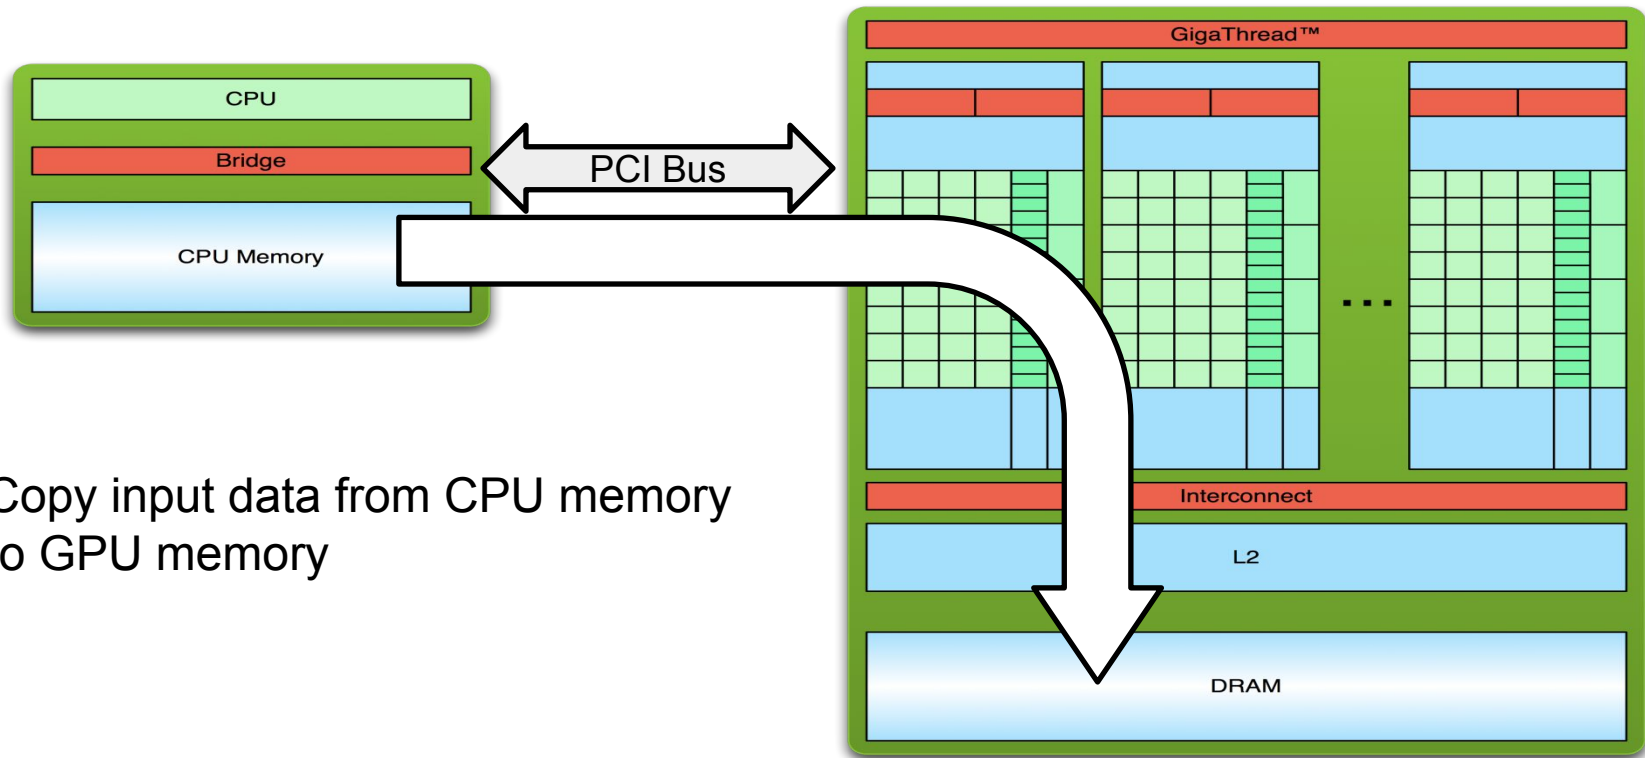 GigaThread™
CPU
Bridge
PCI Bus
CPU Memory
...
Copy input data from CPU memory
o GPU memory
Interconnect
L2
DRAM